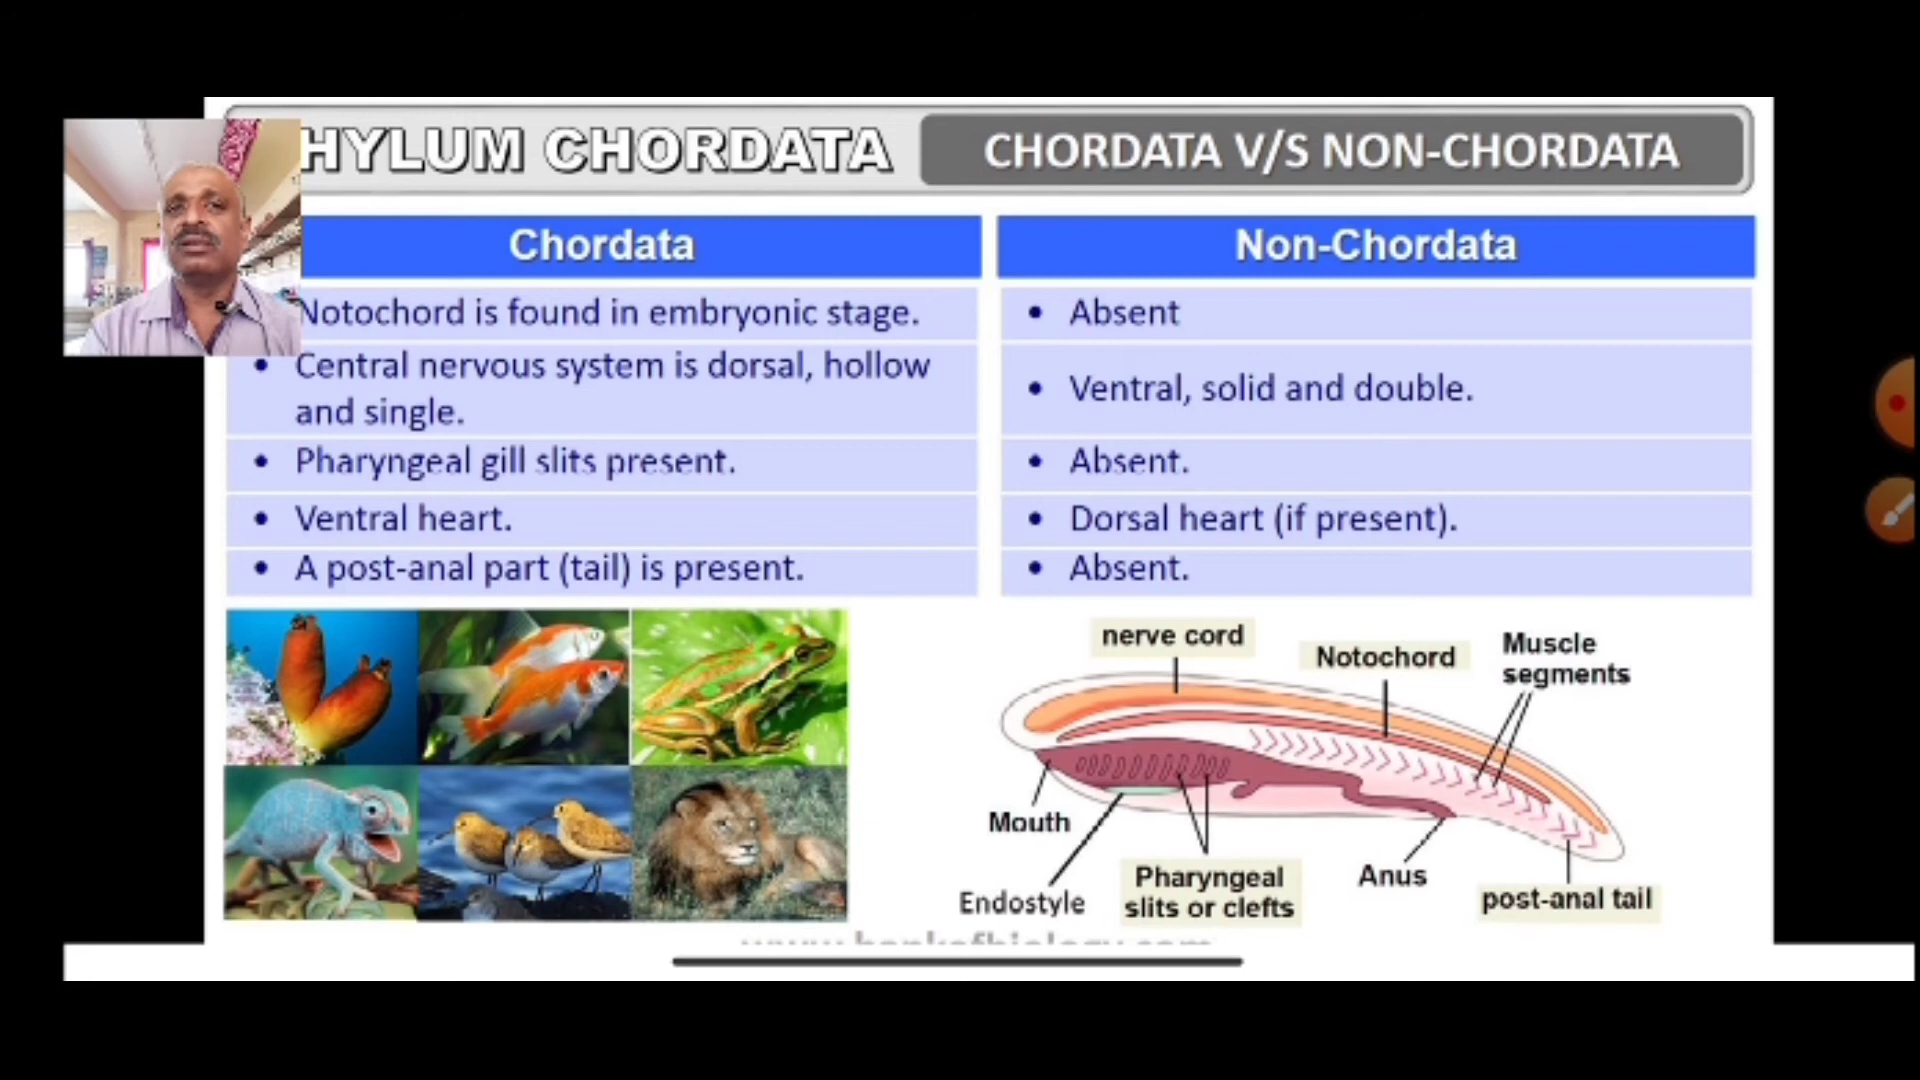 HYLUM CHORDATA
CHORDATA V/S NON-CHORDATA
Chordata
Non-Chordata
Notochord is found in embryonic stage.
• Absent
• Central nervous system is dorsal, hollow
and single.
• Ventral, solid and double.
• Pharyngeal gill slits present.
• Absent.
• Ventral heart.
• Dorsal heart (if present).
• A post-anal part (tail) is present.
• Absent.
nerve cord
Notochord
Muscle
segments
Mouth
Endostyle
Pharyngeal
slits or clefts
Anus
post-anal tail